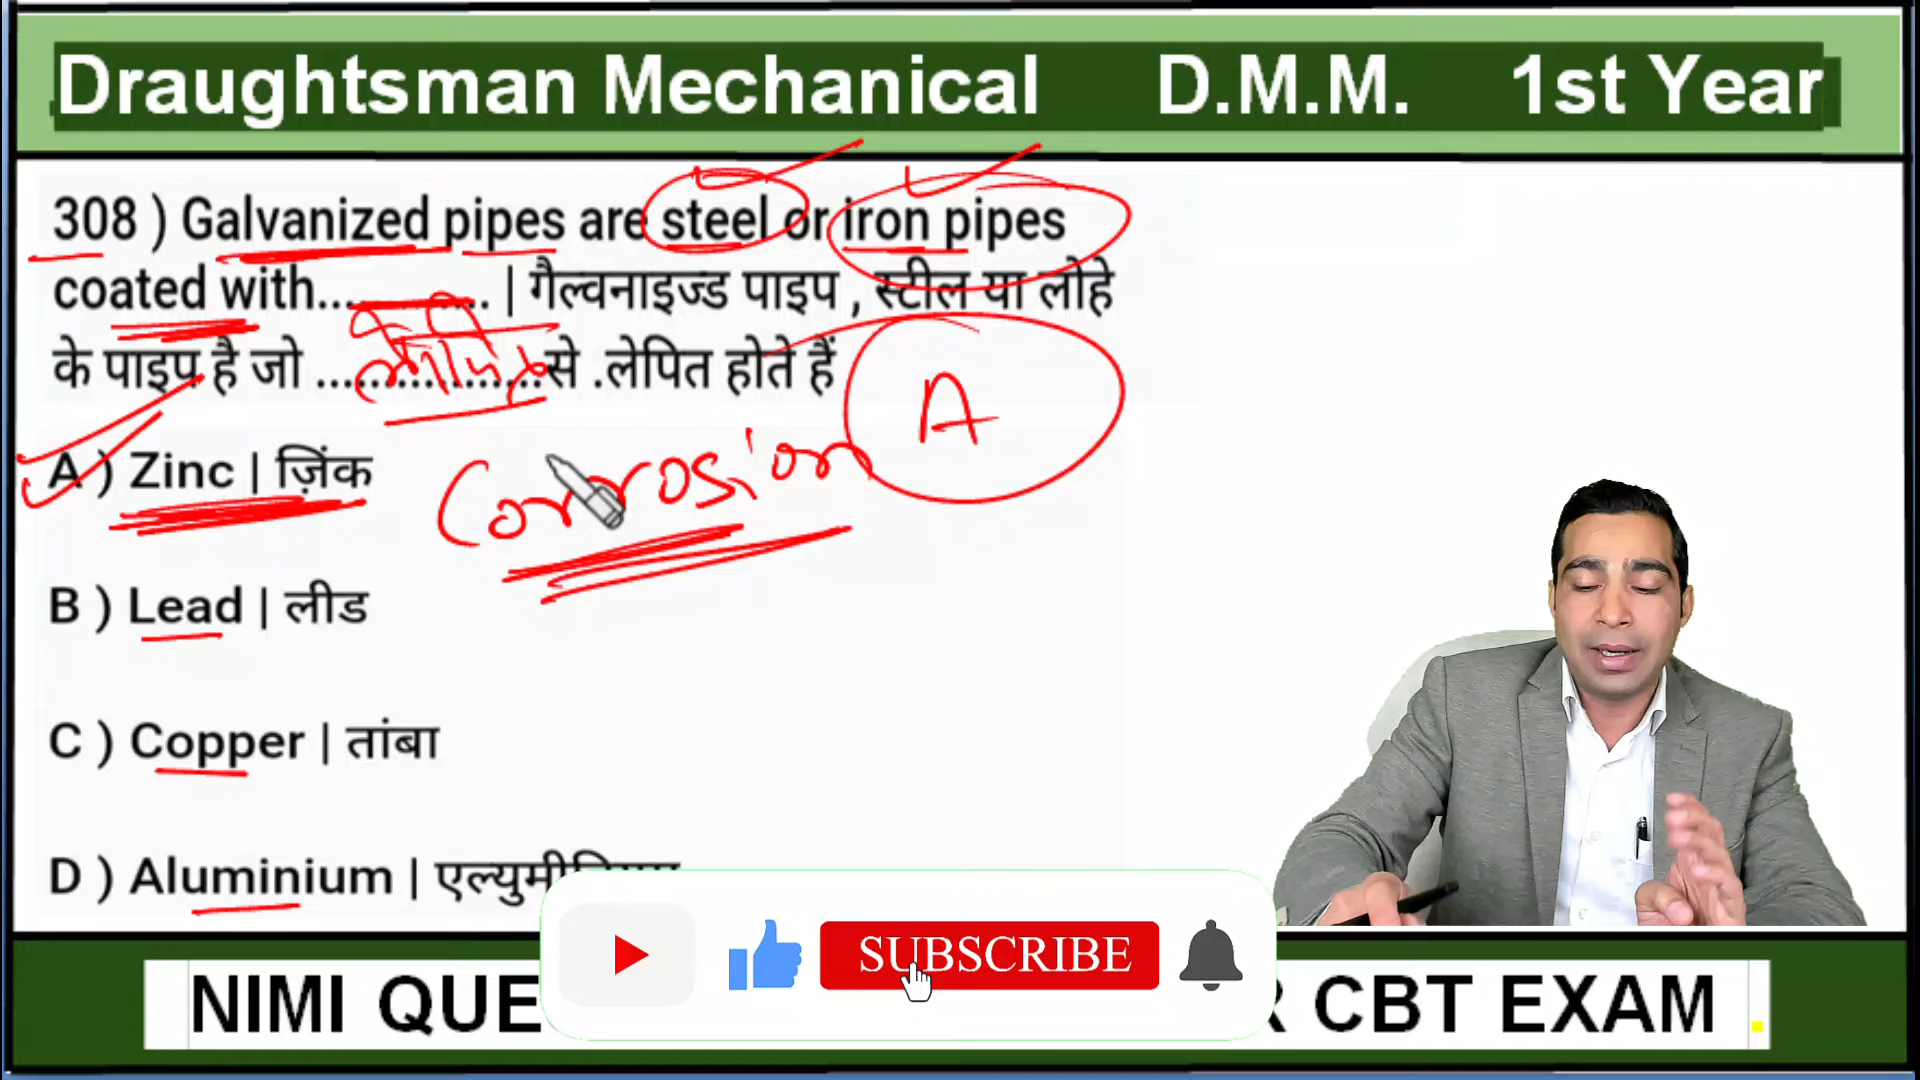 Draughtsman Mechanical D.M.M. 1st Year
308 ) Galvanized pipes are steel or iron pipes
coated with........... | गैल्वनाइज्ड पाइप , स्टील या लोहे
के पाइप है जो .................से .लेपित होते हैं
A
A ) Zinc | ज़िंक
Corrosion
B ) Lead | लीड
C ) Copper | तांबा
D ) Aluminium |
SUBSCRIBE
NIMI CBT EXAM .